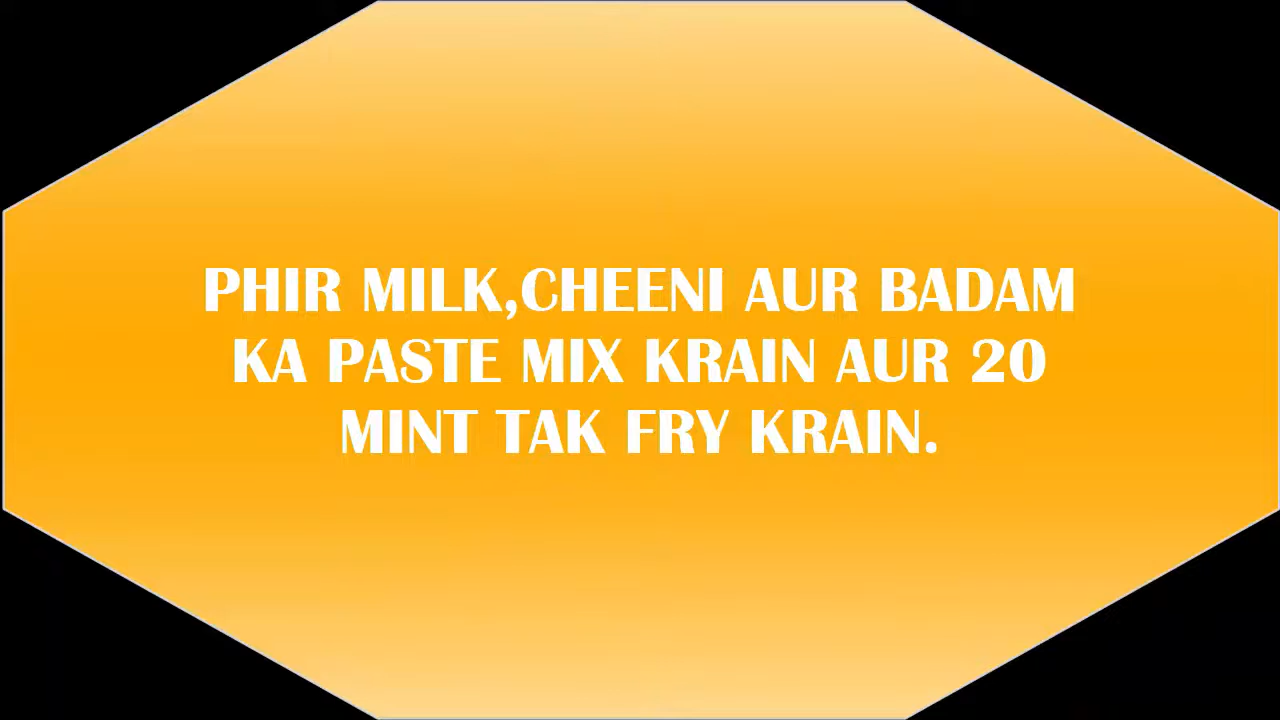 PHIR MILK,CHEENI AUR BADAM
KA PASTE MIX KRAIN AUR 20
MINT TAK FRY KRAIN.